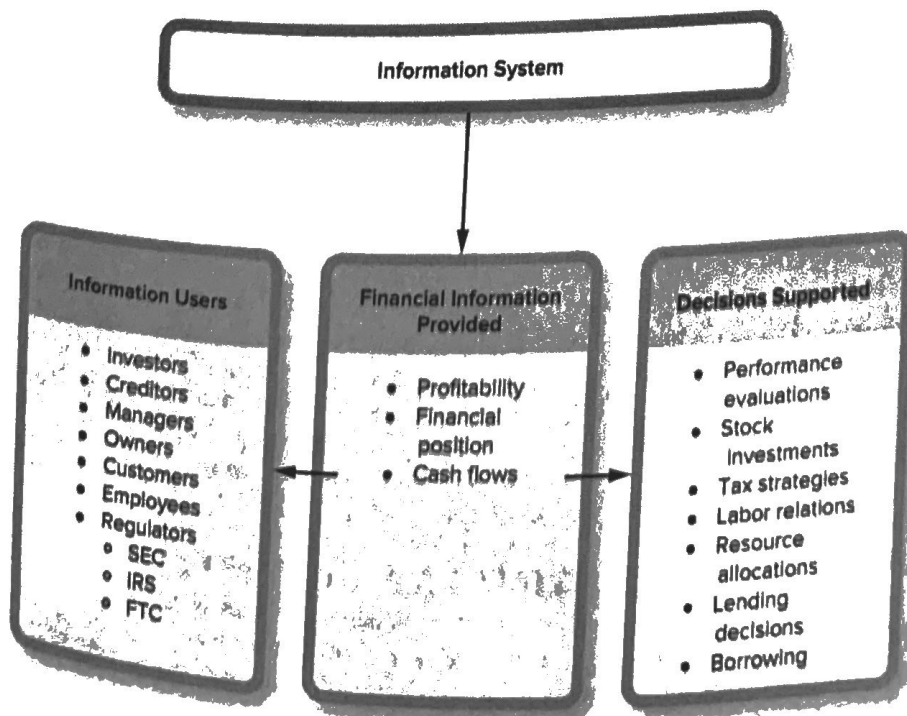 Information System
Information Users
• Investors
• Creditors
• Managers
• Owners
• Customers
• Employees
• Regulators
• SEC
• IRS
• FTC
Financial Information
Provided
• Profitability
• Financial
position
• Cash flows
Decisions Supported
• Performance
evaluations
• Stock
investments
• Tax strategies
• Labor relations
• Resource
allocations
• Lending
decisions
• Borrowing